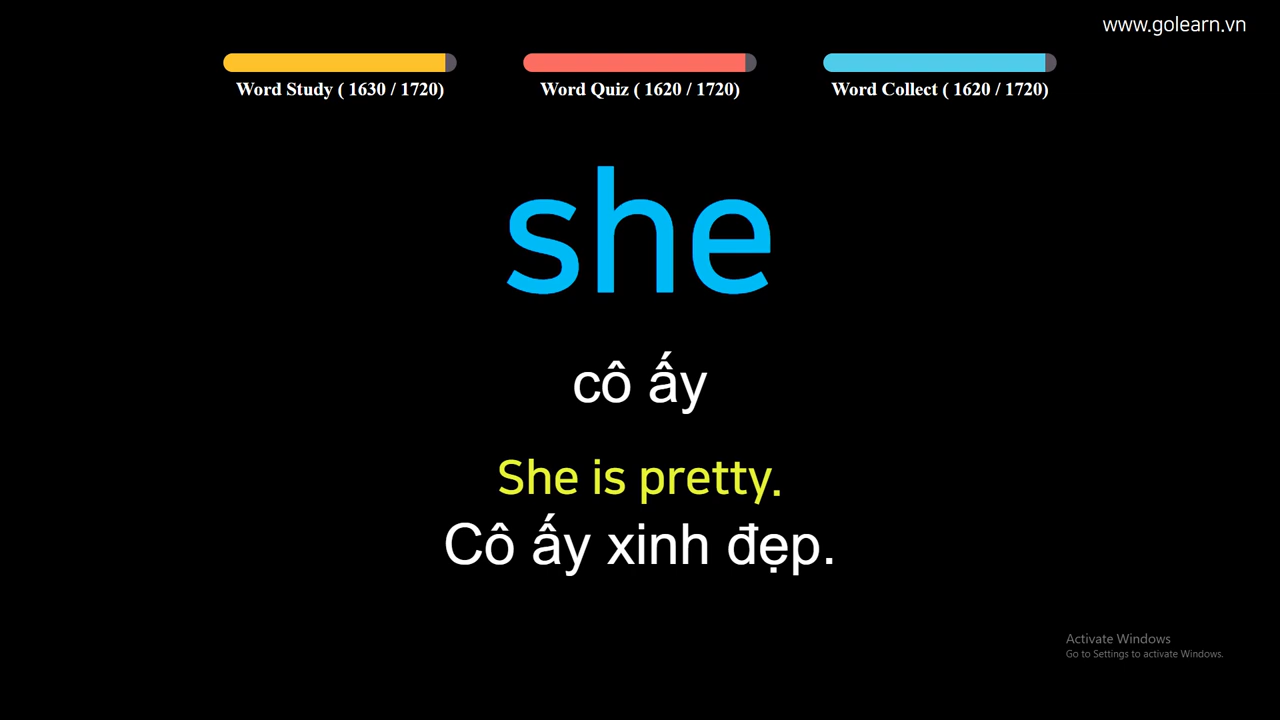 www.golearn.vn
Word Study ( 1630 / 1720)
Word Quiz ( 1620 / 1720)
Word Collect ( 1620 / 1720)
she
cô ấy
She is pretty.
Cô ấy xinh đẹp.
Activate Windows
Go to Settings to activate Windows.